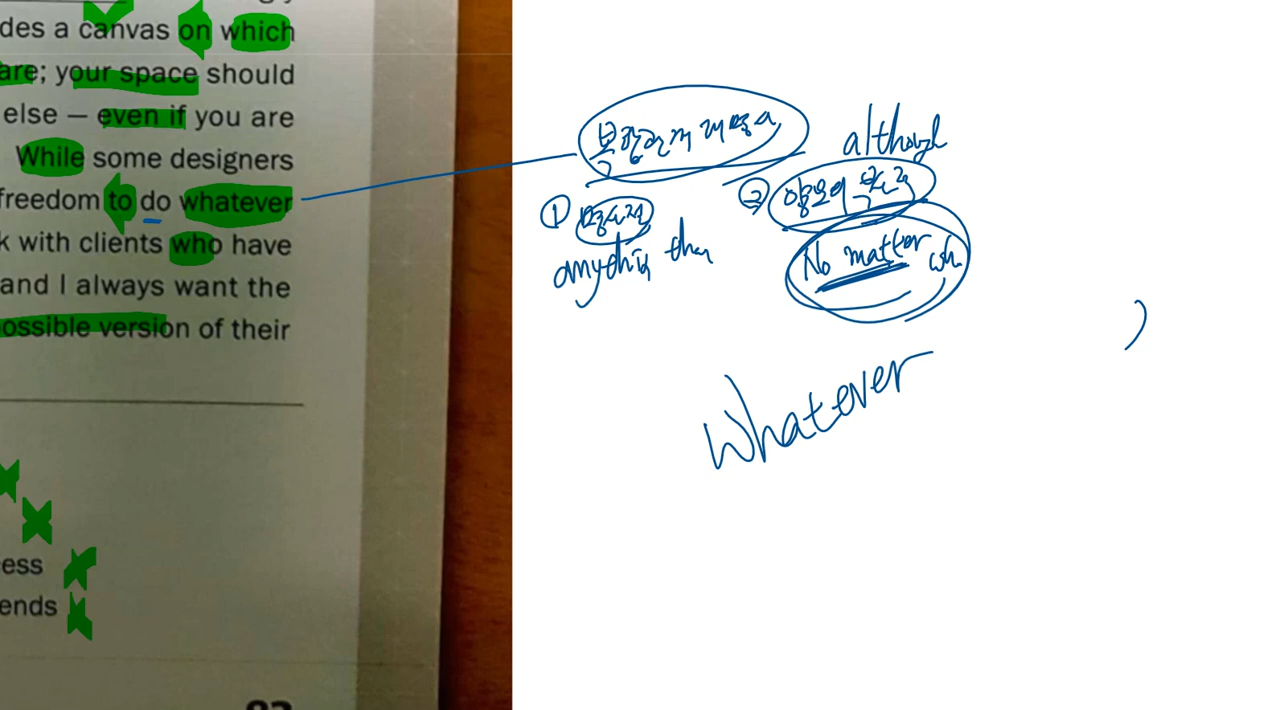 des a canvas on which
are; your space should
else — even if you are
While some designers
freedom to do whatever
k with clients who have
and I always want the
ossible version of their
ess
ends
복합관계대명사
although
① 명사절
② 양보의 부사절
anything that
No matter wh
Whatever